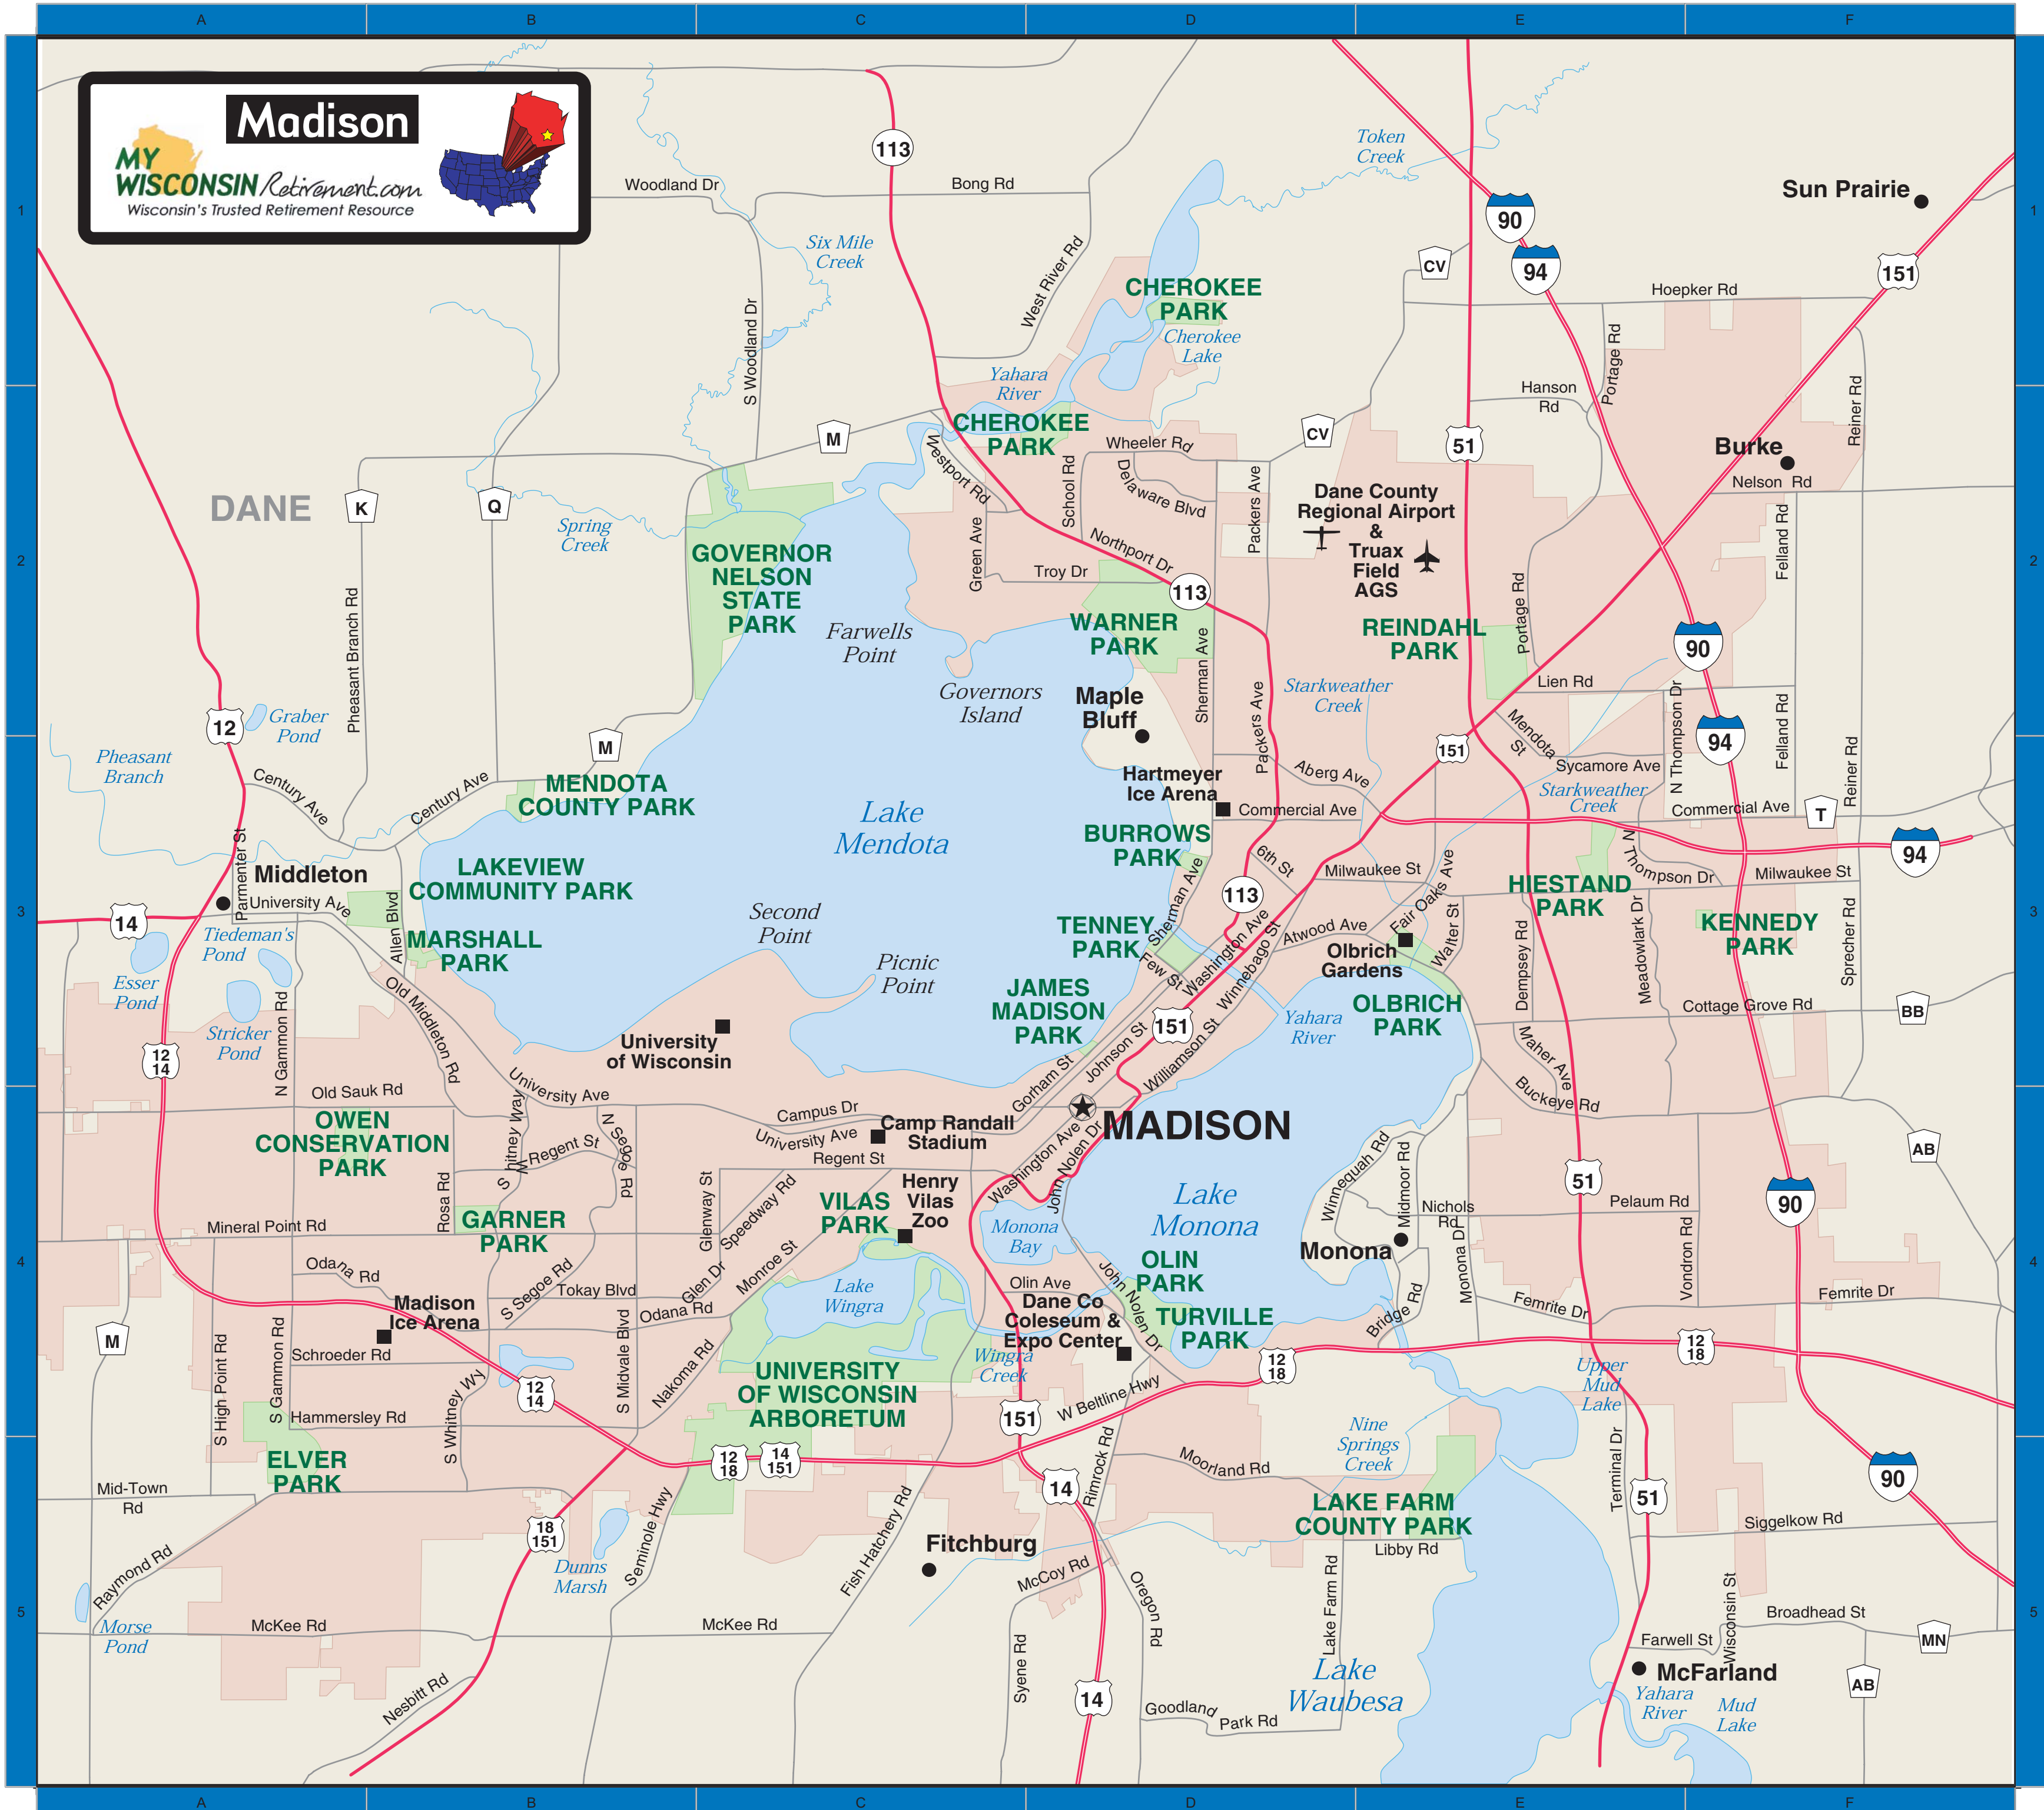 A B C D E F
Madison
MY
WISCONSIN Retirement.com
Wisconsin's Trusted Retirement Resource
1
2
3
4
5
1
2
3
4
5
113
Woodland Dr
Bong Rd
Token
Creek
Sun Prairie
90
94
151
CV
Six Mile
Creek
West River Rd
S Woodland Dr
CHEROKEE
PARK
Cherokee
Lake
Hoepker Rd
Portage Rd
Yahara
River
Hanson
Rd
Reiner Rd
CHEROKEE
PARK
M
CV
51
Burke
Nelson Rd
Wheeler Rd
Westport Rd
School Rd
Delaware Blvd
Packers Ave
DANE
K
Q
Spring
Creek
Dane County
Regional Airport
&
Truax
Field
AGS
GOVERNOR
NELSON
STATE
PARK
Green Ave
Northport Dr
Troy Dr
113
Felland Rd
Portage Rd
Pheasant Branch Rd
Farwells
Point
WARNER
PARK
REINDAHL
PARK
90
Sherman Ave
Governors
Island
Maple
Bluff
Packers Ave
Starkweather
Creek
Lien Rd
N Thompson Dr
Felland Rd
94
Reiner Rd
12
Graber
Pond
Pheasant
Branch
M
151
Mendota
St
Sycamore Ave
Century Ave
Century Ave
MENDOTA
COUNTY PARK
Hartmeyer
Ice Arena
Aberg Ave
Commercial Ave
Starkweather
Creek
Commercial Ave
T
Lake
Mendota
BURROWS
PARK
94
Parmenter St
Middleton
University Ave
LAKEVIEW
COMMUNITY PARK
6th St
Milwaukee St
N Thompson Dr
Milwaukee St
HIESTAND
PARK
KENNEDY
PARK
14
Tiedeman's
Pond
Allen Blvd
MARSHALL
PARK
Second
Point
Picnic
Point
TENNEY
PARK
Sherman Ave
113
Washington Ave
Winnebago St
Atwood Ave
Fair Oaks Ave
Walter St
Olbrich
Gardens
Dempsey Rd
Meadowlark Dr
Sprecher Rd
Few St
Esser
Pond
Stricker
Pond
N Gammon Rd
Old Middleton Rd
University
of Wisconsin
JAMES
MADISON
PARK
151
Yahara
River
OLBRICH
PARK
Cottage Grove Rd
BB
12
14
Johnson St
Williamson St
Gorham St
Maher Ave
Buckeye Rd
Old Sauk Rd
OWEN
CONSERVATION
PARK
University Ave
S Whitney Way
N Segoe Rd
Regent St
Campus Dr
University Ave
Camp Randall
Stadium
MADISON
Regent St
Washington Ave
John Nolen Dr
AB
Winnequah Rd
Midmoor Rd
Nichols
Rd
Pelaum Rd
51
90
Rosa Rd
Mineral Point Rd
GARNER
PARK
Glenway St
Speedway Rd
VILAS
PARK
Henry
Vilas
Zoo
Monona
Bay
Lake
Monona
Monona
Monona Dr
Vondron Rd
Odana Rd
S Segoe Rd
Tokay Blvd
Glen Dr
Monroe St
Odana Rd
Lake
Wingra
Olin Ave
John Nolen Dr
OLIN
PARK
TURVILLE
PARK
Bridge Rd
Femrite Dr
Femrite Dr
Madison
Ice Arena
Dane Co
Coleseum &
Expo Center
M
S High Point Rd
S Gammon Rd
Schroeder Rd
S Midvale Blvd
Nakoma Rd
Wingra
Creek
12
18
12
18
Upper
Mud
Lake
12
14
UNIVERSITY
OF WISCONSIN
ARBORETUM
W Beltline Hwy
151
Hammersley Rd
S Whitney Wy
ELVER
PARK
12
18
14
151
Rimrock Rd
Moorland Rd
Nine
Springs
Creek
Terminal Dr
90
Mid-Town
Rd
14
51
LAKE FARM
COUNTY PARK
Siggelkow Rd
18
151
Dunns
Marsh
Seminole Hwy
Fish Hatchery Rd
Fitchburg
McCoy Rd
Libby Rd
Raymond Rd
Morse
Pond
McKee Rd
McKee Rd
Oregon Rd
Lake Farm Rd
Wisconsin St
Broadhead St
MN
Farwell St
McFarland
AB
Nesbitt Rd
Syene Rd
14
Goodland
Park Rd
Lake
Waubesa
Yahara
River
Mud
Lake
A B C D E F